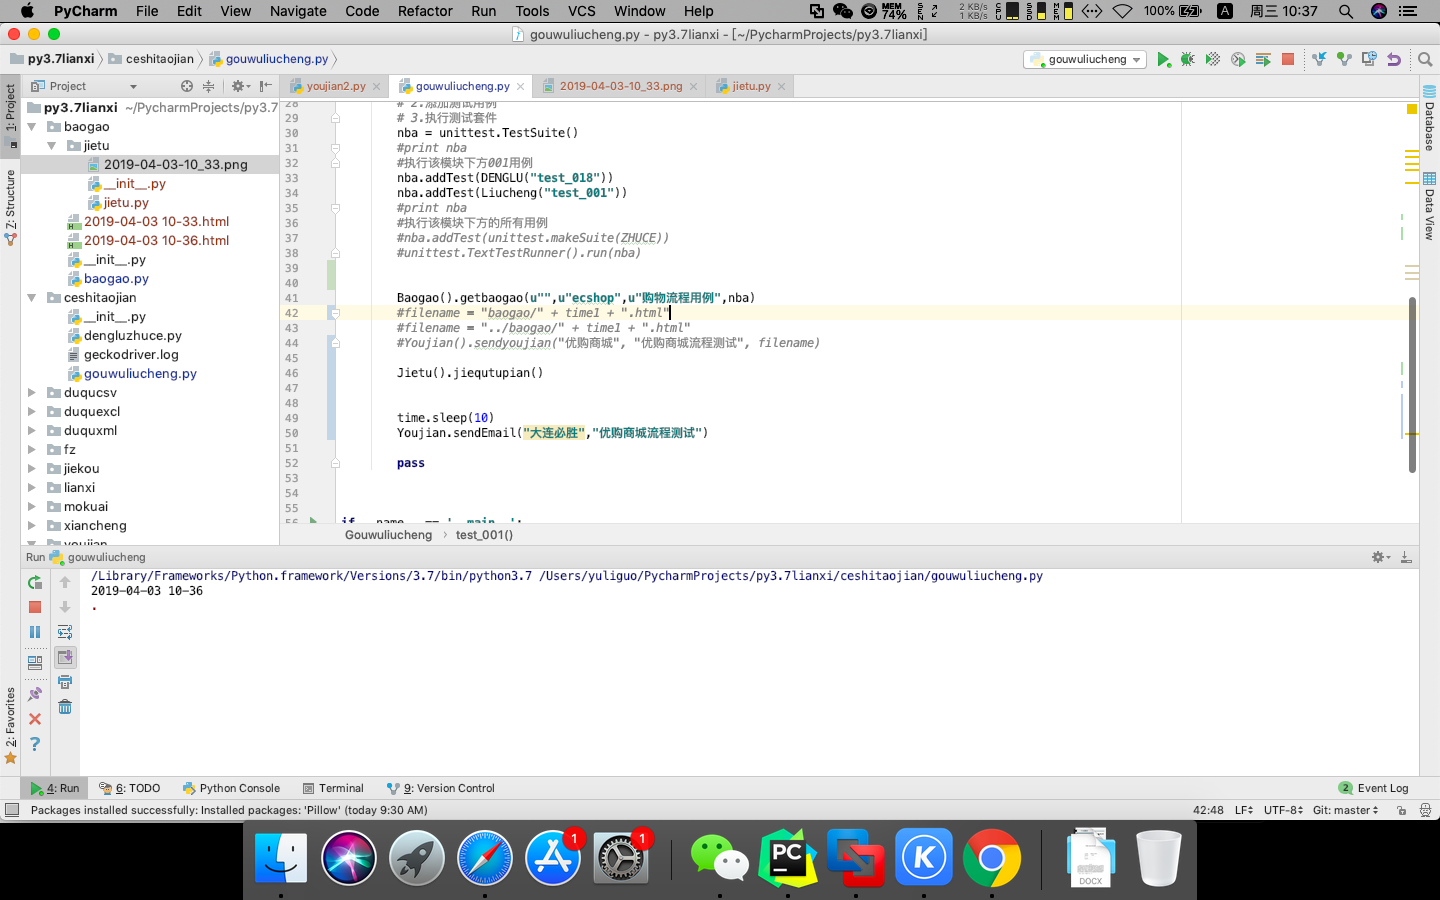 PyCharm File Edit View Navigate Code Refactor Run Tools VCS Window Help
2 KB/s
1 KB/s
MEM
74%
100%
A
周三 10:37
gouwuliucheng.py - py3.7lianxi - [~/PycharmProjects/py3.7lianxi]
py3.7lianxi ceshitaojian gouwuliucheng.py
gouwuliucheng
Project
youjian2.py
gouwuliucheng.py
2019-04-03-10_33.png
jietu.py
1: Project
Z: Structure
2: Favorites
Database
Data View
py3.7lianxi ~/PycharmProjects/py3.7
baogao
jietu
2019-04-03-10_33.png
__init__.py
jietu.py
2019-04-03 10-33.html
2019-04-03 10-36.html
__init__.py
baogao.py
ceshitaojian
__init__.py
dengluzhuce.py
geckodriver.log
gouwuliucheng.py
duqucsv
duquexcl
duquxml
fz
jiekou
lianxi
mokuai
xiancheng
youjian
28 # 2.添加测试用例
29 # 3.执行测试套件
30 nba = unittest.TestSuite()
31 #print nba
32 #执行该模块下方001用例
33 nba.addTest(DENGLU("test_018"))
34 nba.addTest(Liucheng("test_001"))
35 #print nba
36 #执行该模块下方的所有用例
37 #nba.addTest(unittest.makeSuite(ZHUCE))
38 #unittest.TextTestRunner().run(nba)
39
40
41 Baogao().getbaogao(u"",u"ecshop",u"购物流程用例",nba)
42 #filename = "baogao/" + time1 + ".html"
43 #filename = "../baogao/" + time1 + ".html"
44 #Youjian().sendyoujian("优购商城", "优购商城流程测试", filename)
45
46 Jietu().jiequtupian()
47
48
49 time.sleep(10)
50 Youjian.sendEmail("大连必胜","优购商城流程测试")
51
52 pass
53
54
55
56 if __name__ == '__main__':
Gouwuliucheng test_001()
Run gouwuliucheng
/Library/Frameworks/Python.framework/Versions/3.7/bin/python3.7 /Users/yuliguo/PycharmProjects/py3.7lianxi/ceshitaojian/gouwuliucheng.py
2019-04-03 10-36
.
4: Run 6: TODO Python Console Terminal 9: Version Control
2 Event Log
Packages installed successfully: Installed packages: 'Pillow' (today 9:30 AM)
42:48 LF UTF-8 Git: master
1
1
PC
K
DOCX